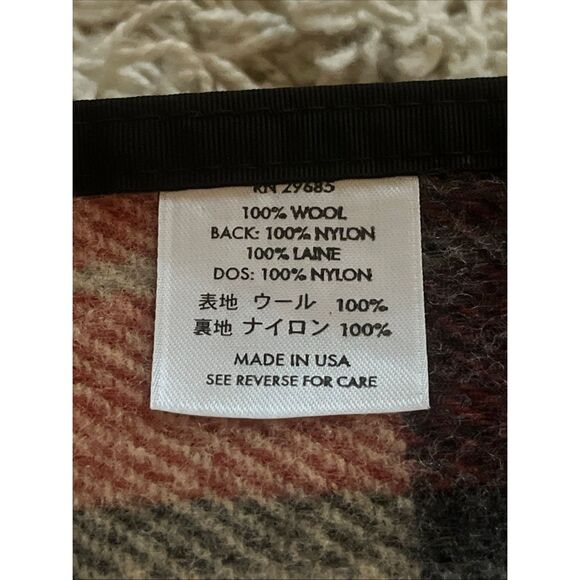 RN 29685
100% WOOL
BACK: 100% NYLON
100% LAINE
DOS: 100% NYLON
表地 ウール 100%
裏地 ナイロン 100%
MADE IN USA
SEE REVERSE FOR CARE